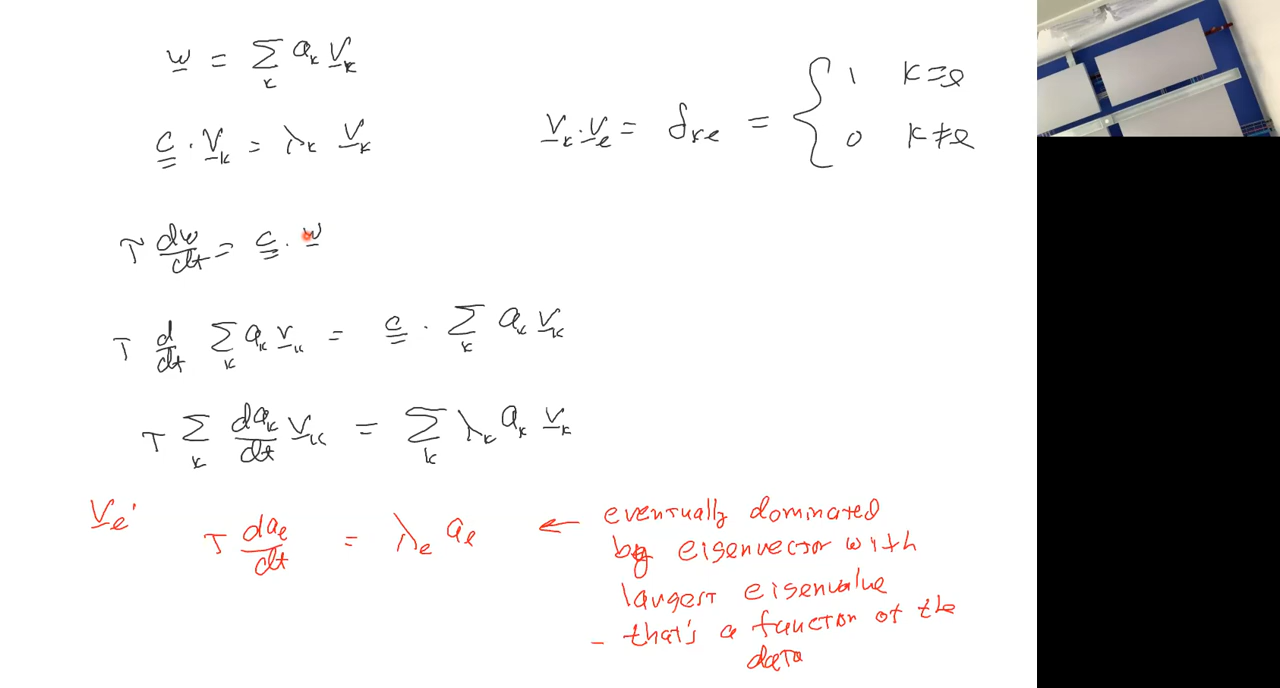 w = Σ_k a_k v_k
c · v_k = λ_k v_k
v_k · v_l = δ_kl = { 1 k = l
0 k ≠ l
τ dw/dt = c · w
τ d/dt Σ_k a_k v_k = c · Σ_k a_k v_k
τ Σ_k da_k/dt v_k = Σ_k λ_k a_k v_k
v_l · τ da_l/dt = λ_l a_l ← eventually dominated
by eigenvector with
largest eigenvalue
- that's a function of the
data